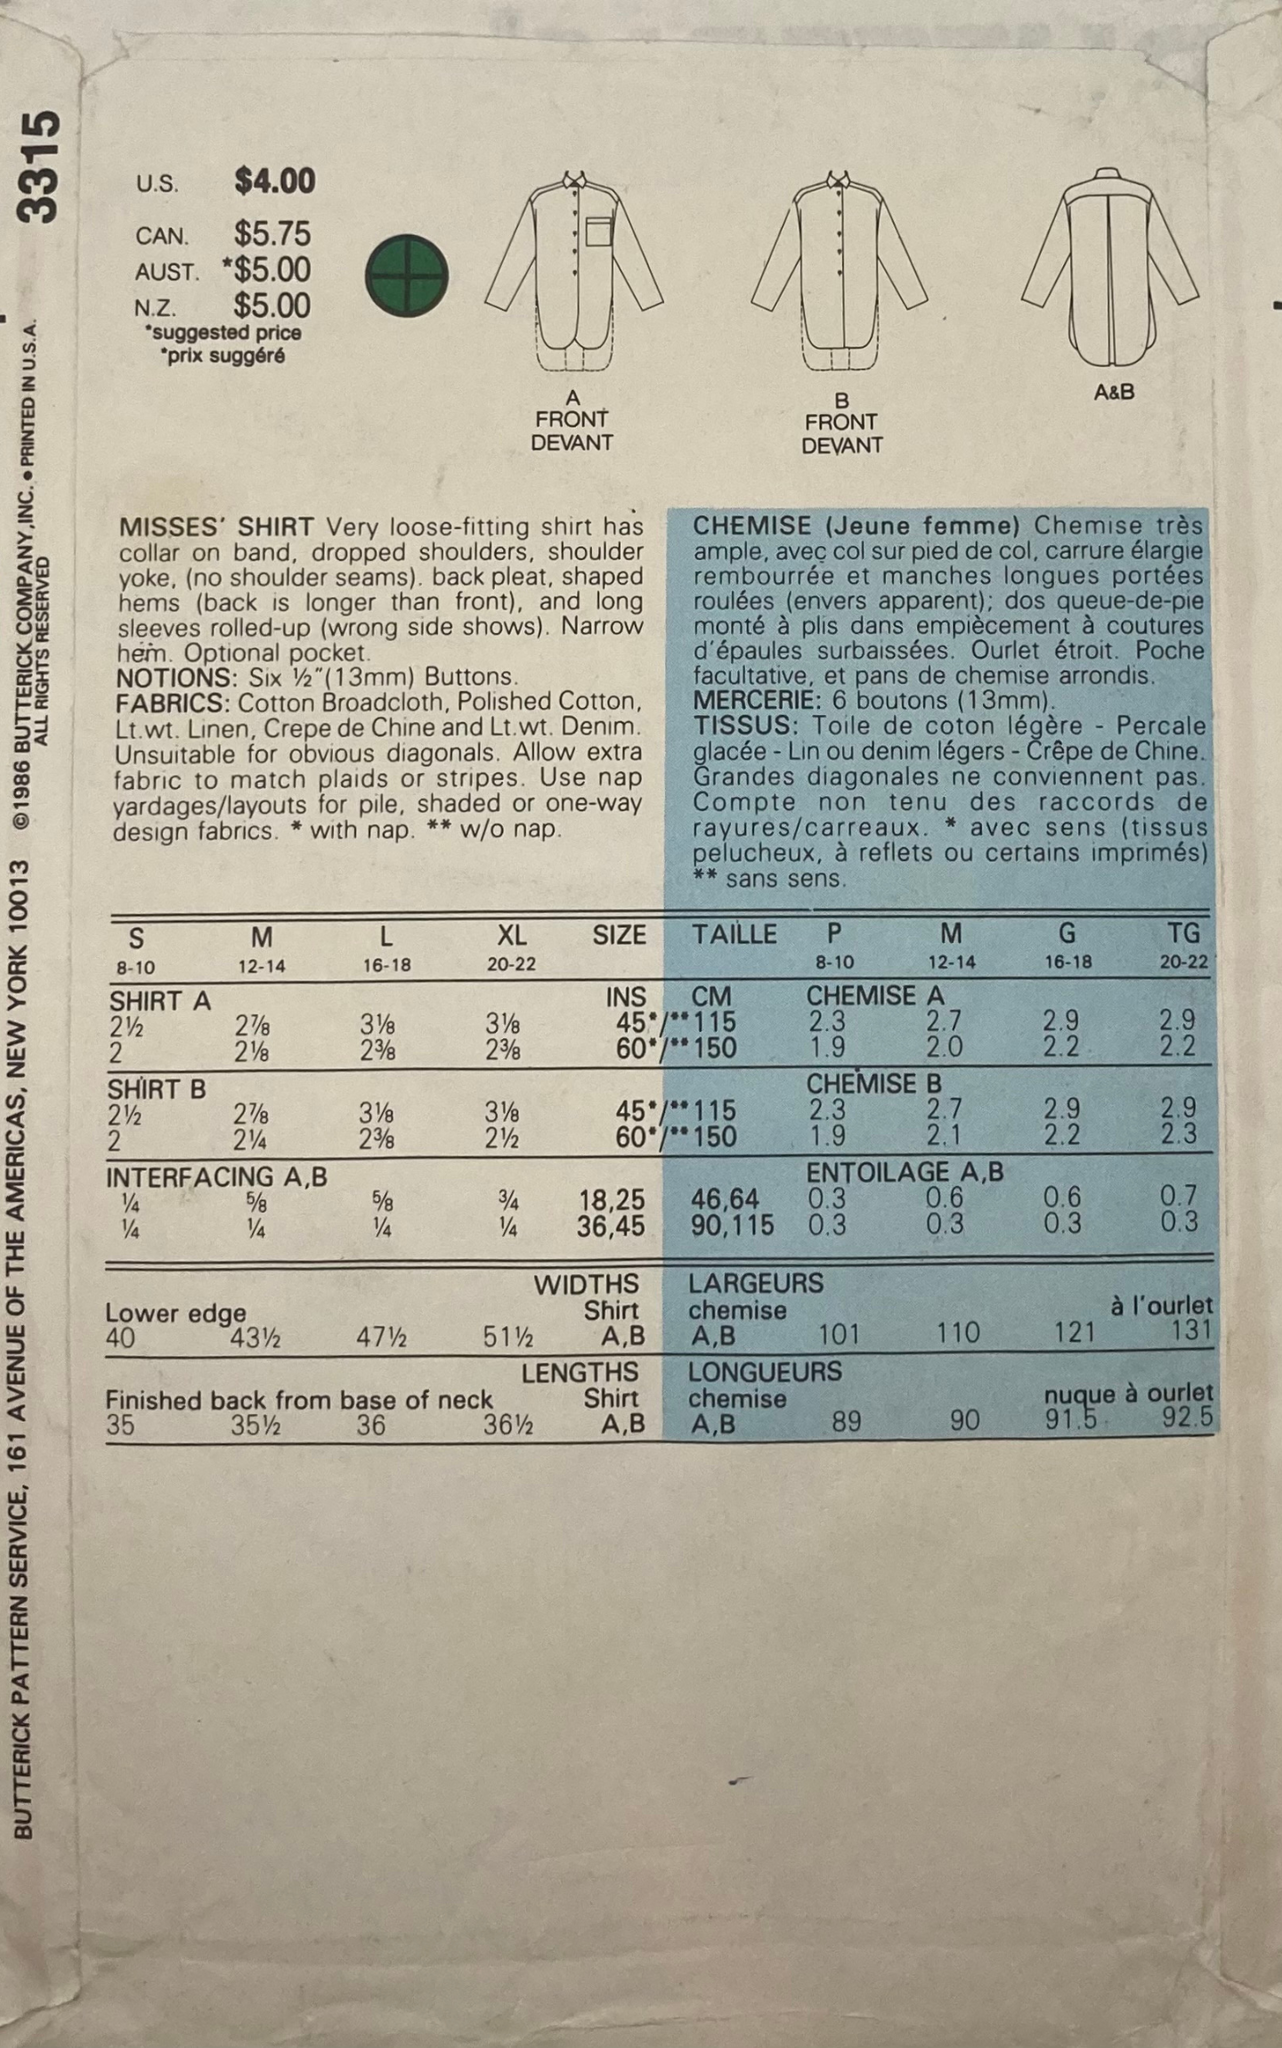 3315
©1986 BUTTERICK COMPANY, INC. • PRINTED IN U.S.A.
ALL RIGHTS RESERVED
BUTTERICK PATTERN SERVICE, 161 AVENUE OF THE AMERICAS, NEW YORK 10013
U.S. $4.00
CAN. $5.75
AUST. *$5.00
N.Z. $5.00
*suggested price
*prix suggéré
A
FRONT
DEVANT
B
FRONT
DEVANT
A&B
MISSES' SHIRT Very loose-fitting shirt has
collar on band, dropped shoulders, shoulder
yoke, (no shoulder seams). back pleat, shaped
hems (back is longer than front), and long
sleeves rolled-up (wrong side shows). Narrow
hem. Optional pocket.
NOTIONS: Six ½"(13mm) Buttons.
FABRICS: Cotton Broadcloth, Polished Cotton,
Lt.wt. Linen, Crepe de Chine and Lt.wt. Denim.
Unsuitable for obvious diagonals. Allow extra
fabric to match plaids or stripes. Use nap
yardages/layouts for pile, shaded or one-way
design fabrics. * with nap. ** w/o nap.
CHEMISE (Jeune femme) Chemise très
ample, avec col sur pied de col, carrure élargie
rembourrée et manches longues portées
roulées (envers apparent); dos queue-de-pie
monté à plis dans empiècement à coutures
d'épaules surbaissées. Ourlet étroit. Poche
facultative, et pans de chemise arrondis.
MERCERIE: 6 boutons (13mm).
TISSUS: Toile de coton légère - Percale
glacée - Lin ou denim légers - Crêpe de Chine.
Grandes diagonales ne conviennent pas.
Compte non tenu des raccords de
rayures/carreaux. * avec sens (tissus
pelucheux, à reflets ou certains imprimés)
** sans sens.
S M L XL SIZE TAILLE P M G TG
8-10 12-14 16-18 20-22 8-10 12-14 16-18 20-22
SHIRT A INS CM CHEMISE A
2½ 2⅞ 3⅛ 3⅛ 45*/**115 2.3 2.7 2.9 2.9
2 2⅛ 2⅜ 2⅜ 60*/**150 1.9 2.0 2.2 2.2
SHIRT B CHEMISE B
2½ 2⅞ 3⅛ 3⅛ 45*/**115 2.3 2.7 2.9 2.9
2 2¼ 2⅜ 2½ 60*/**150 1.9 2.1 2.2 2.3
INTERFACING A,B ENTOILAGE A,B
¼ ⅝ ⅝ ¾ 18,25 46,64 0.3 0.6 0.6 0.7
¼ ¼ ¼ ¼ 36,45 90,115 0.3 0.3 0.3 0.3
WIDTHS LARGEURS
Lower edge Shirt chemise à l'ourlet
40 43½ 47½ 51½ A,B A,B 101 110 121 131
LENGTHS LONGUEURS
Finished back from base of neck Shirt chemise nuque à ourlet
35 35½ 36 36½ A,B A,B 89 90 91.5 92.5